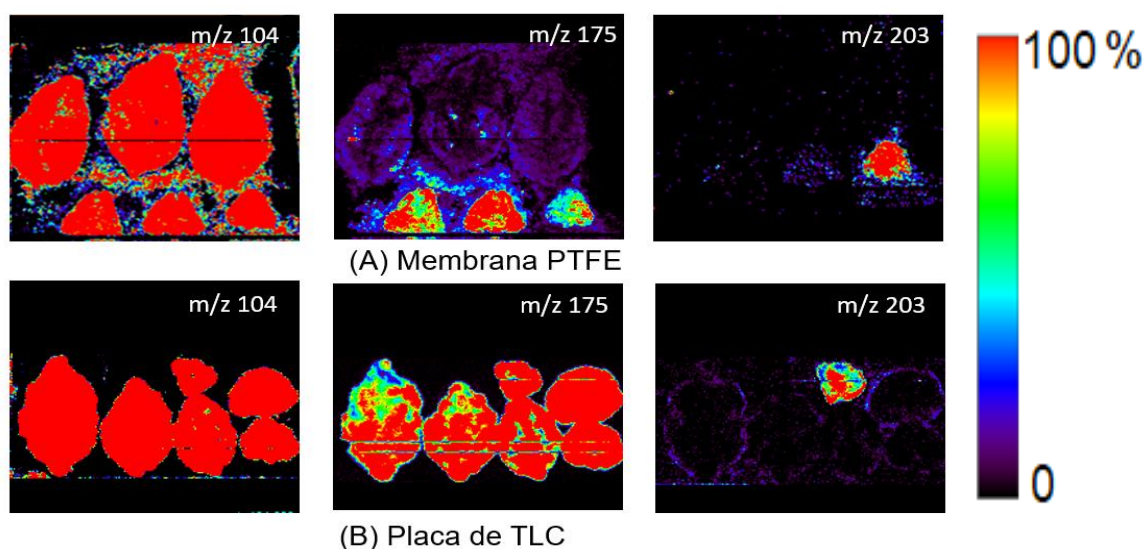 m/z 104
m/z 175
m/z 203
100 %
(A) Membrana PTFE
m/z 104
m/z 175
m/z 203
0
(B) Placa de TLC